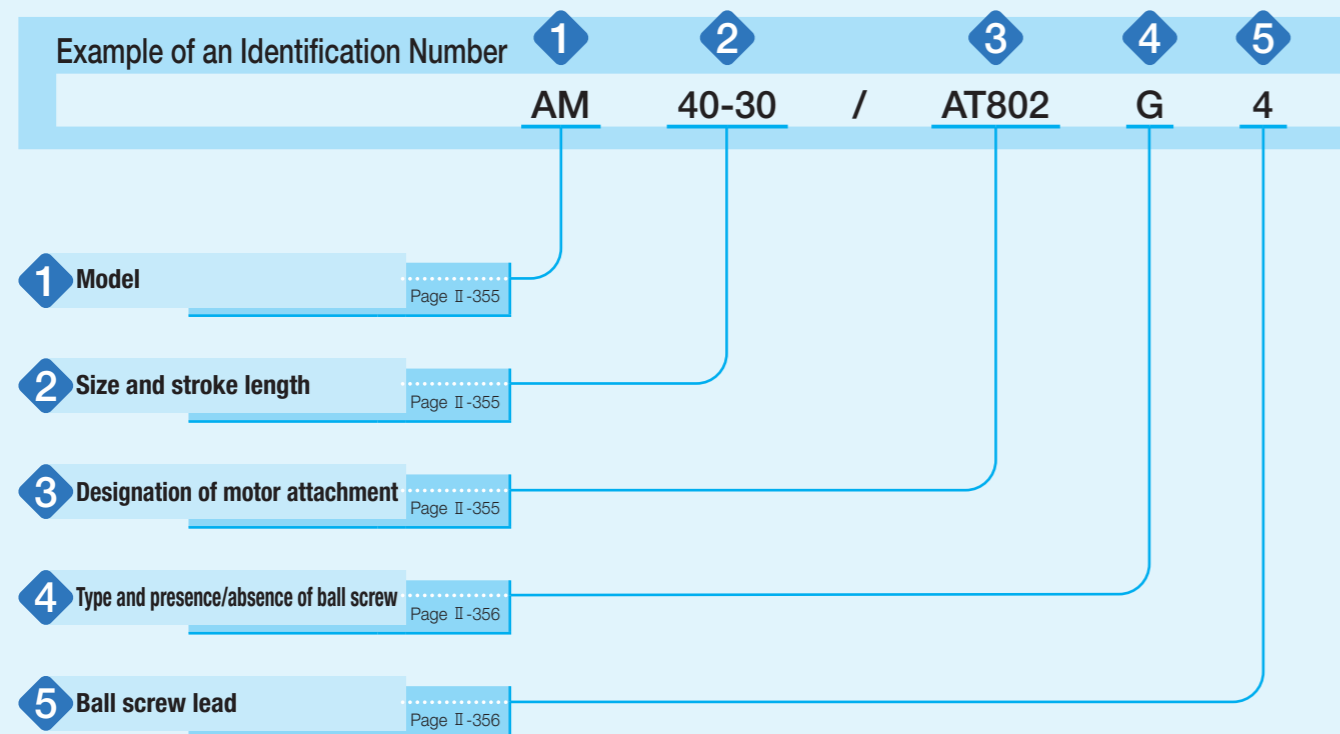 Example of an Identification Number 1 2 3 4 5
AM 40-30 / AT802 G 4
1 Model
Page Ⅱ-355
2 Size and stroke length
Page Ⅱ-355
3 Designation of motor attachment
Page Ⅱ-355
4 Type and presence/absence of ball screw
Page Ⅱ-356
5 Ball screw lead
Page Ⅱ-356